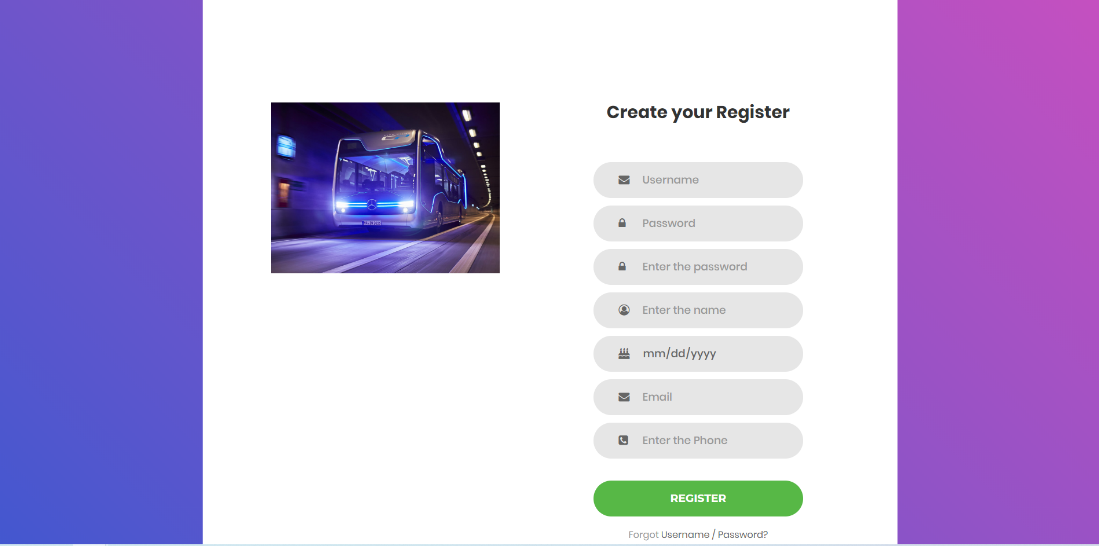 Create your Register
Username
Password
Enter the password
Enter the name
mm/dd/yyyy
Email
Enter the Phone
REGISTER
Forgot Username / Password?